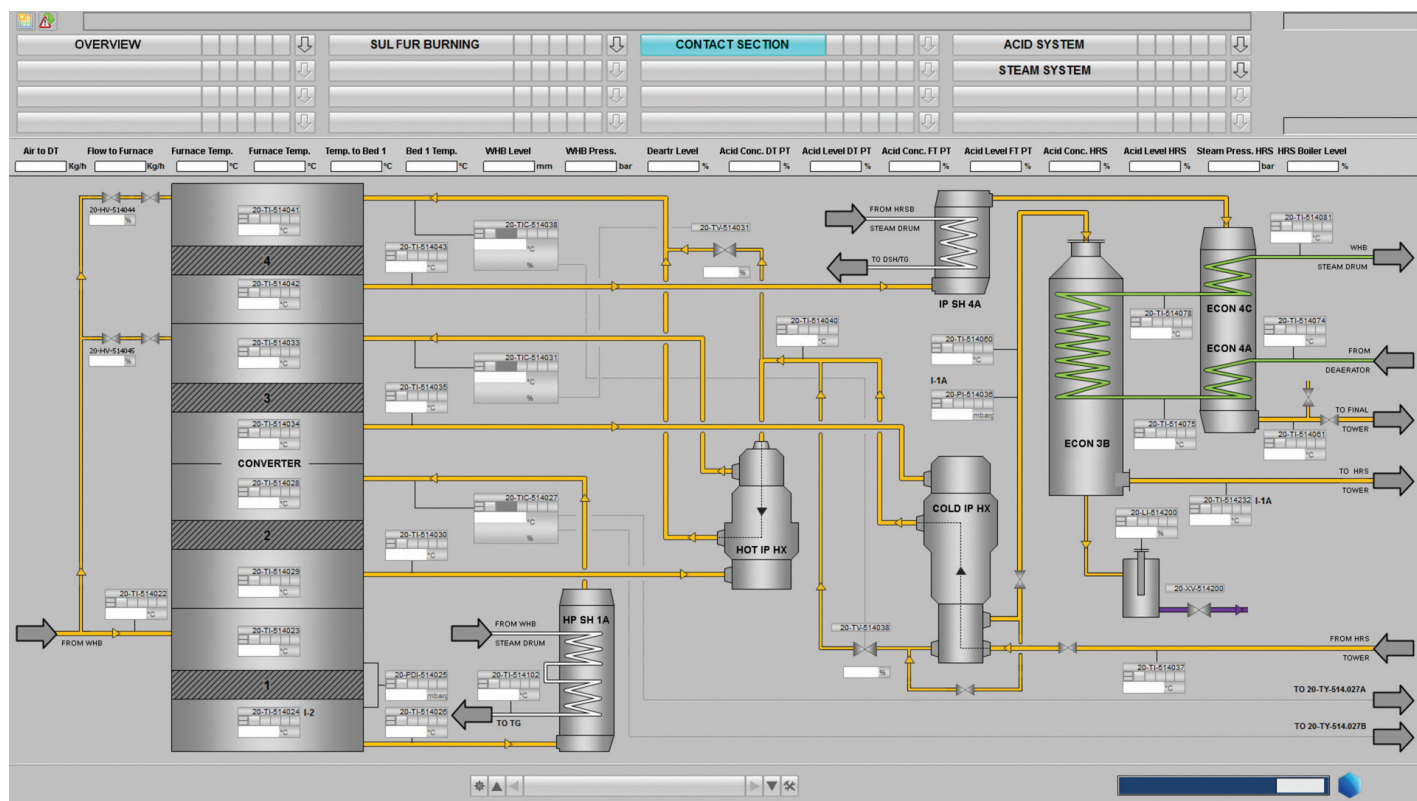 OVERVIEW SULFUR BURNING CONTACT SECTION ACID SYSTEM
STEAM SYSTEM
Air to DT Flow to Furnace Furnace Temp. Furnace Temp. Temp. to Bed 1 Bed 1 Temp. WHB Level WHB Press. Deartr Level Acid Conc. DT PT Acid Level DT PT Acid Conc. FT PT Acid Level FT PT Acid Conc. HRS Acid Level HRS Steam Press. HRS HRS Boiler Level
Kg/h Kg/h °C °C °C °C mm bar % % % % % % % bar %
20-HV-514044
%
20-TI-514041
°C
4
20-TI-514042
°C
20-HV-514045
%
20-TI-514033
°C
3
20-TI-514034
°C
CONVERTER
20-TI-514028
°C
2
20-TI-514029
°C
20-TI-514022
°C
FROM WHB
20-TI-514023
°C
1
20-TI-514024 I-2
°C
20-TI-514043
°C
20-TIC-514038
°C
%
20-TI-514035
°C
20-TIC-514031
°C
%
20-TI-514030
°C
20-TIC-514027
°C
%
20-PDI-514025
mbarg
20-TI-514026
°C
FROM WHB
STEAM DRUM
20-TI-514102
°C
TO TG
HP SH 1A
20-TV-514031
%
20-TI-514040
°C
HOT IP HX
FROM HRSB
STEAM DRUM
TO DSH/TG
IP SH 4A
20-TI-514060
°C
I-1A
20-PI-514036
mbarg
COLD IP HX
20-TV-514038
%
ECON 3B
20-TI-514078
°C
20-TI-514075
°C
20-TI-514081
°C
WHB
STEAM DRUM
ECON 4C
20-TI-514074
°C
ECON 4A
FROM
DEAERATOR
TO FINAL
TOWER
20-TI-514061
°C
TO HRS
TOWER
20-TI-514232 I-1A
°C
20-LI-514200
%
20-XV-514200
FROM HRS
TOWER
20-TI-514037
°C
TO 20-TY-514.027A
TO 20-TY-514.027B